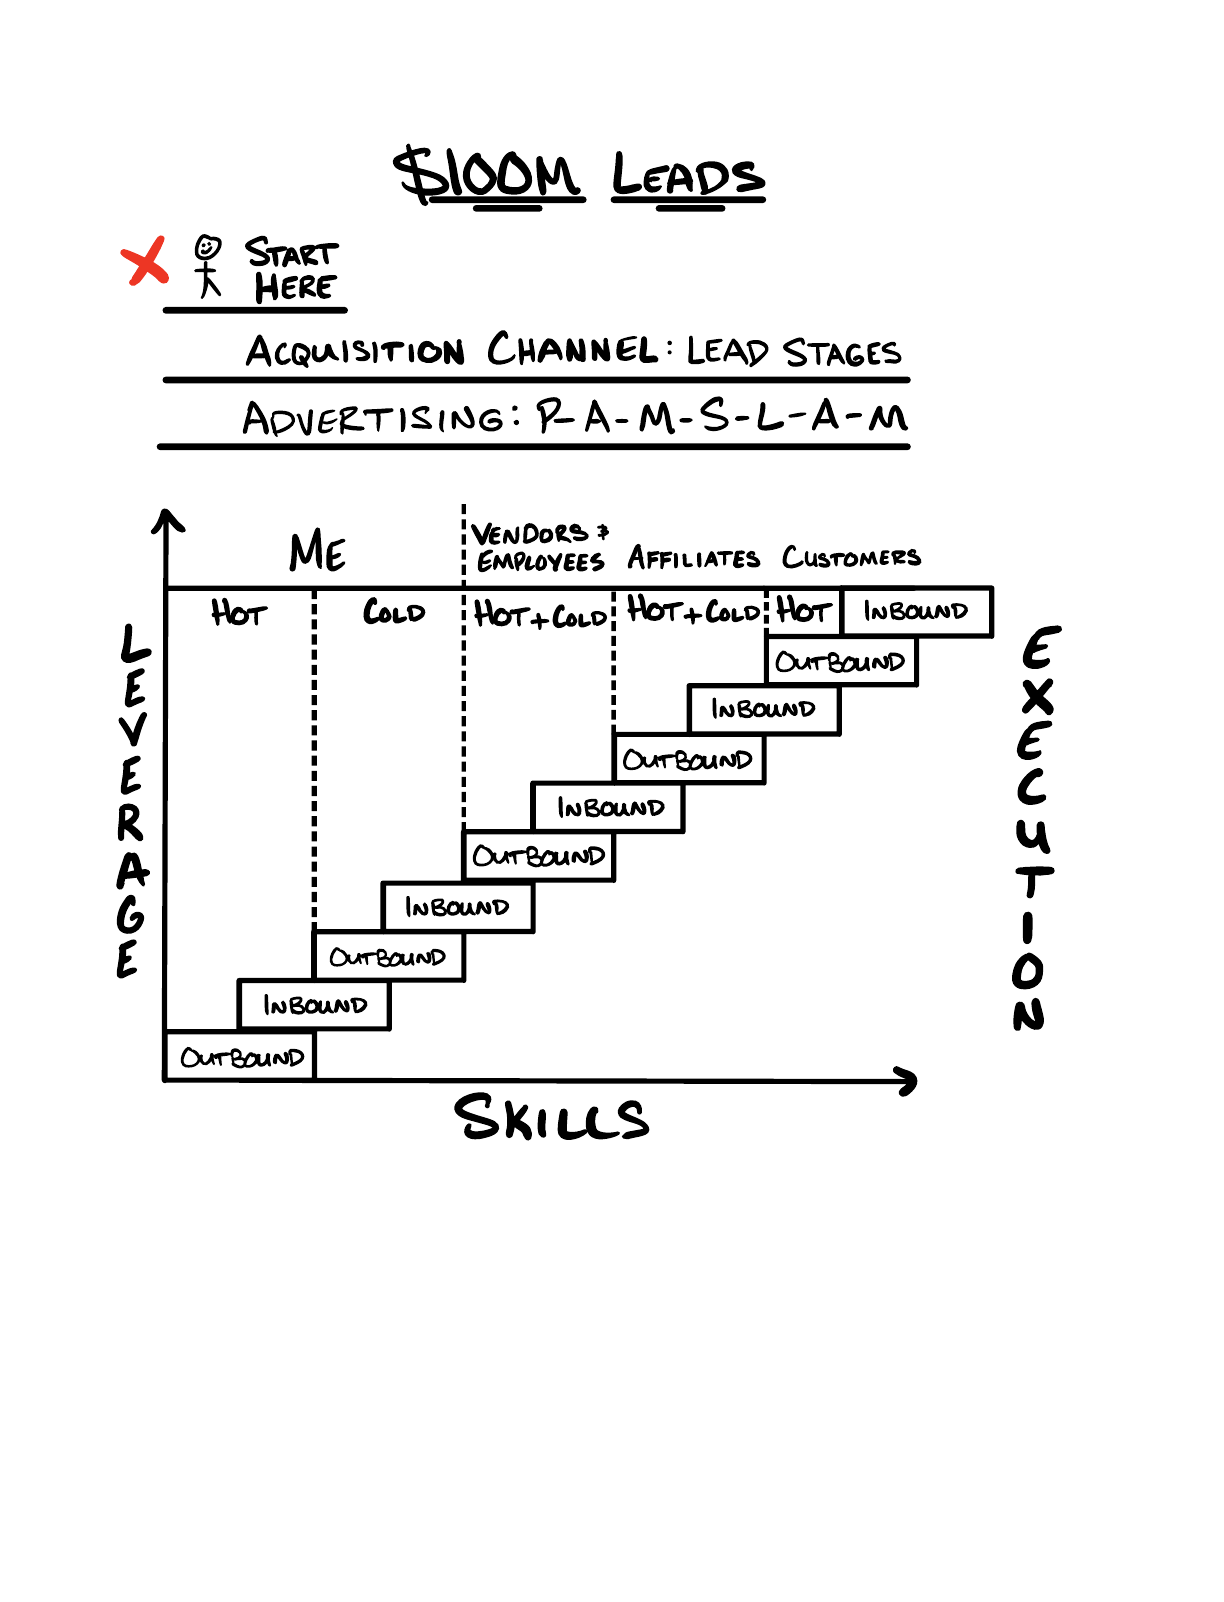 $100M LEADS
START
HERE
ACQUISITION CHANNEL: LEAD STAGES
ADVERTISING: P-A-M-S-L-A-M
ME
VENDORS &
EMPLOYEES
AFFILIATES
CUSTOMERS
HOT
COLD
HOT+COLD
HOT+COLD
HOT
INBOUND
OUTBOUND
INBOUND
OUTBOUND
INBOUND
OUTBOUND
INBOUND
OUTBOUND
INBOUND
OUTBOUND
LEVERAGE
EXECUTION
SKILLS